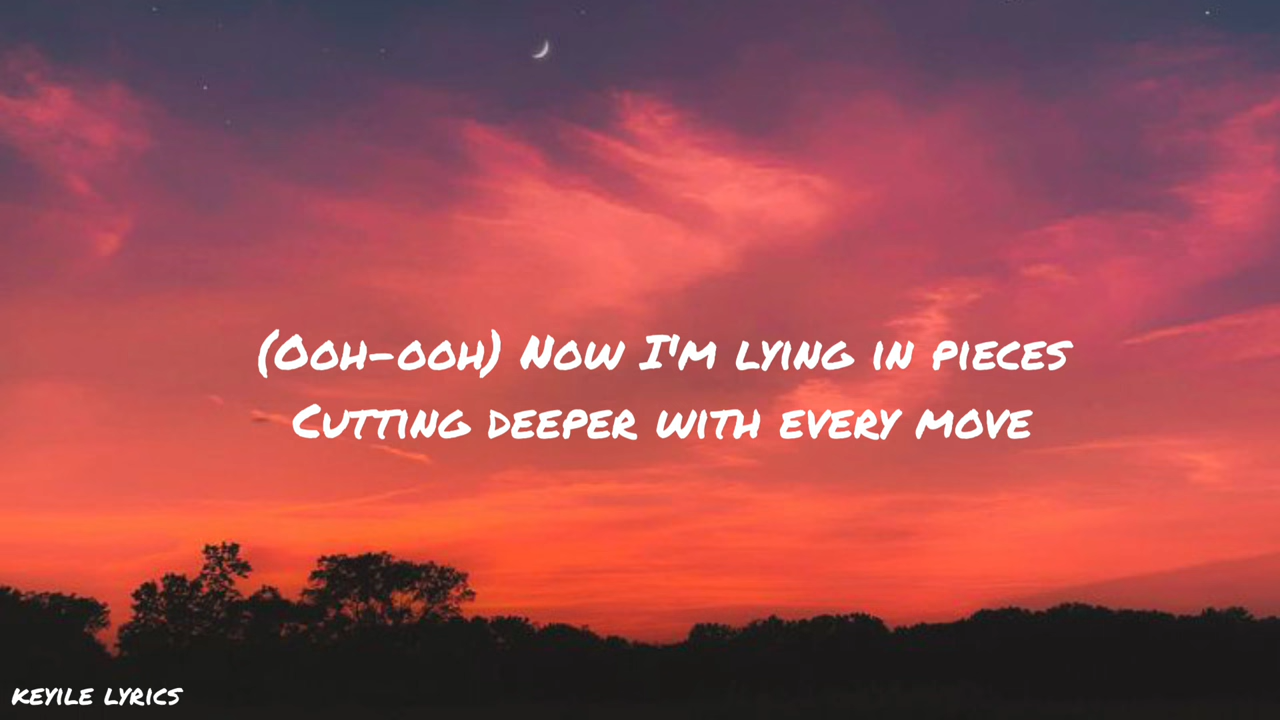 (Ooh-ooh) Now I'm lying in pieces
Cutting deeper with every move
KEYILE LYRICS